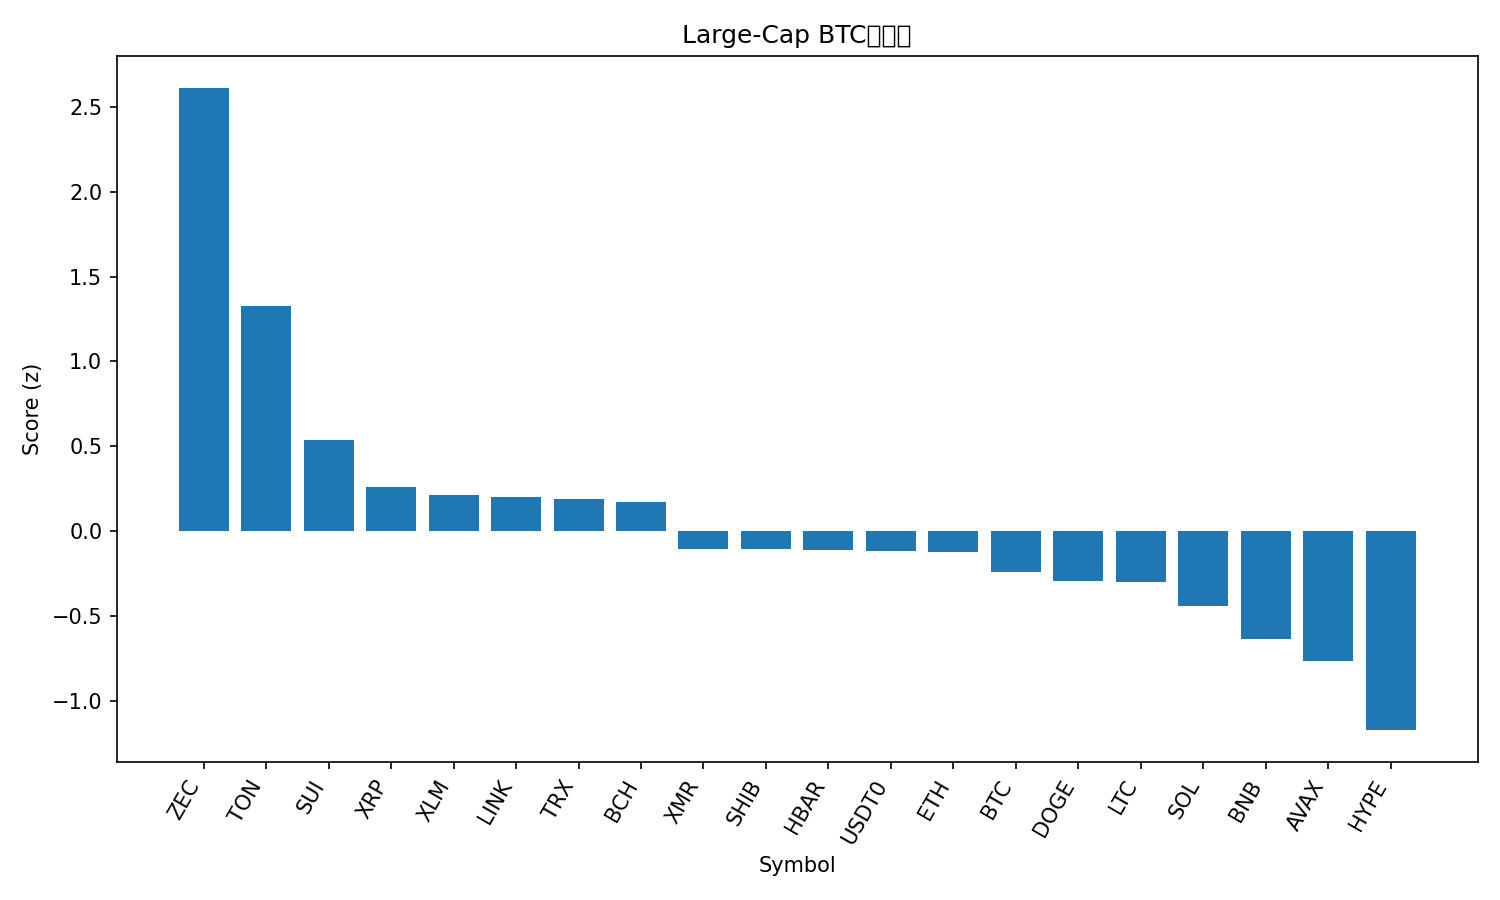 Large-Cap BTC
2.5
2.0
1.5
1.0
0.5
0.0
−0.5
−1.0
Score (z)
ZEC TON SUI XRP XLM LINK TRX BCH XMR SHIB HBAR USDT0 ETH BTC DOGE LTC SOL BNB AVAX HYPE
Symbol